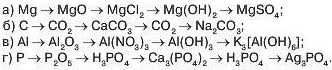 а) Mg → MgO → MgCl₂ → Mg(OH)₂ → MgSO₄;
б) C → CO₂ → CaCO₃ → CO₂ → Na₂CO₃;
в) Al → Al₂O₃ → Al(NO₃)₃ → Al(OH)₃ → K₃[Al(OH)₆];
г) P → P₂O₅ → H₃PO₄ → Ca₃(PO₄)₂ → H₃PO₄ → Ag₃PO₄.